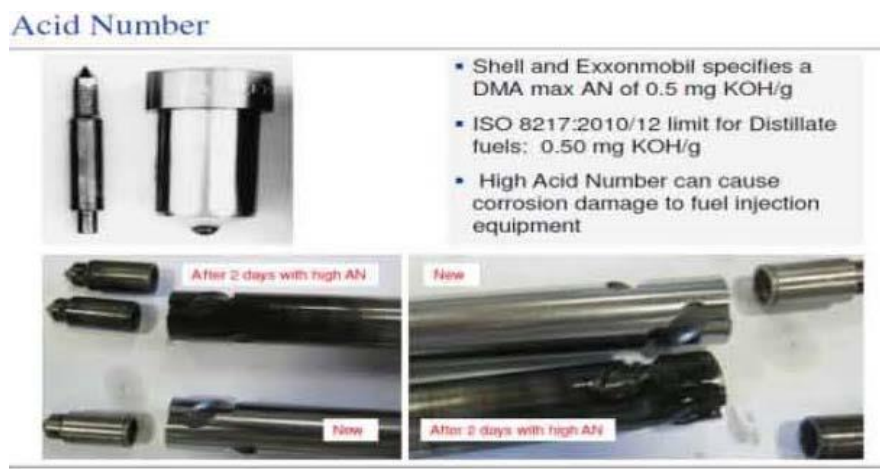 Acid Number
▪ Shell and Exxonmobil specifies a
DMA max AN of 0.5 mg KOH/g
▪ ISO 8217:2010/12 limit for Distillate
fuels: 0.50 mg KOH/g
▪ High Acid Number can cause
corrosion damage to fuel injection
equipment
After 2 days with high AN
New
New
After 2 days with high AN